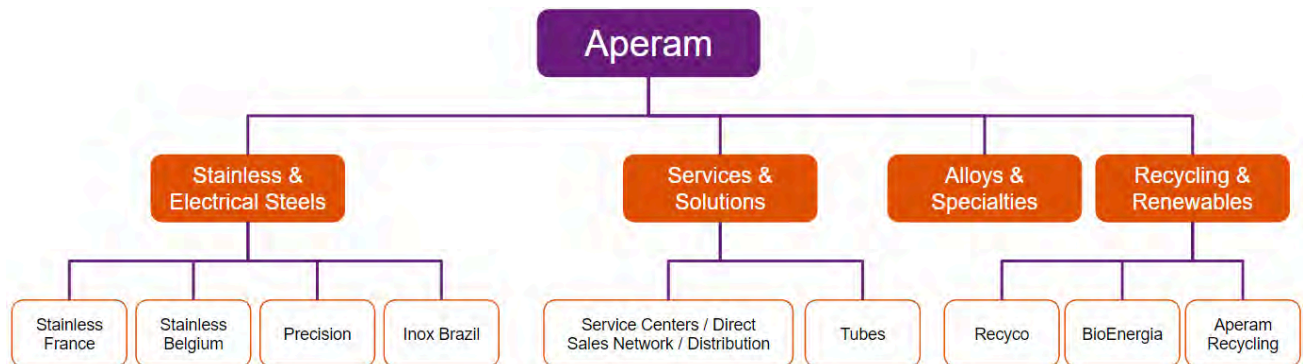 Aperam
Stainless &
Electrical Steels
Services &
Solutions
Alloys &
Specialties
Recycling &
Renewables
Stainless
France
Stainless
Belgium
Precision
Inox Brazil
Service Centers / Direct
Sales Network / Distribution
Tubes
Recyco
BioEnergia
Aperam
Recycling